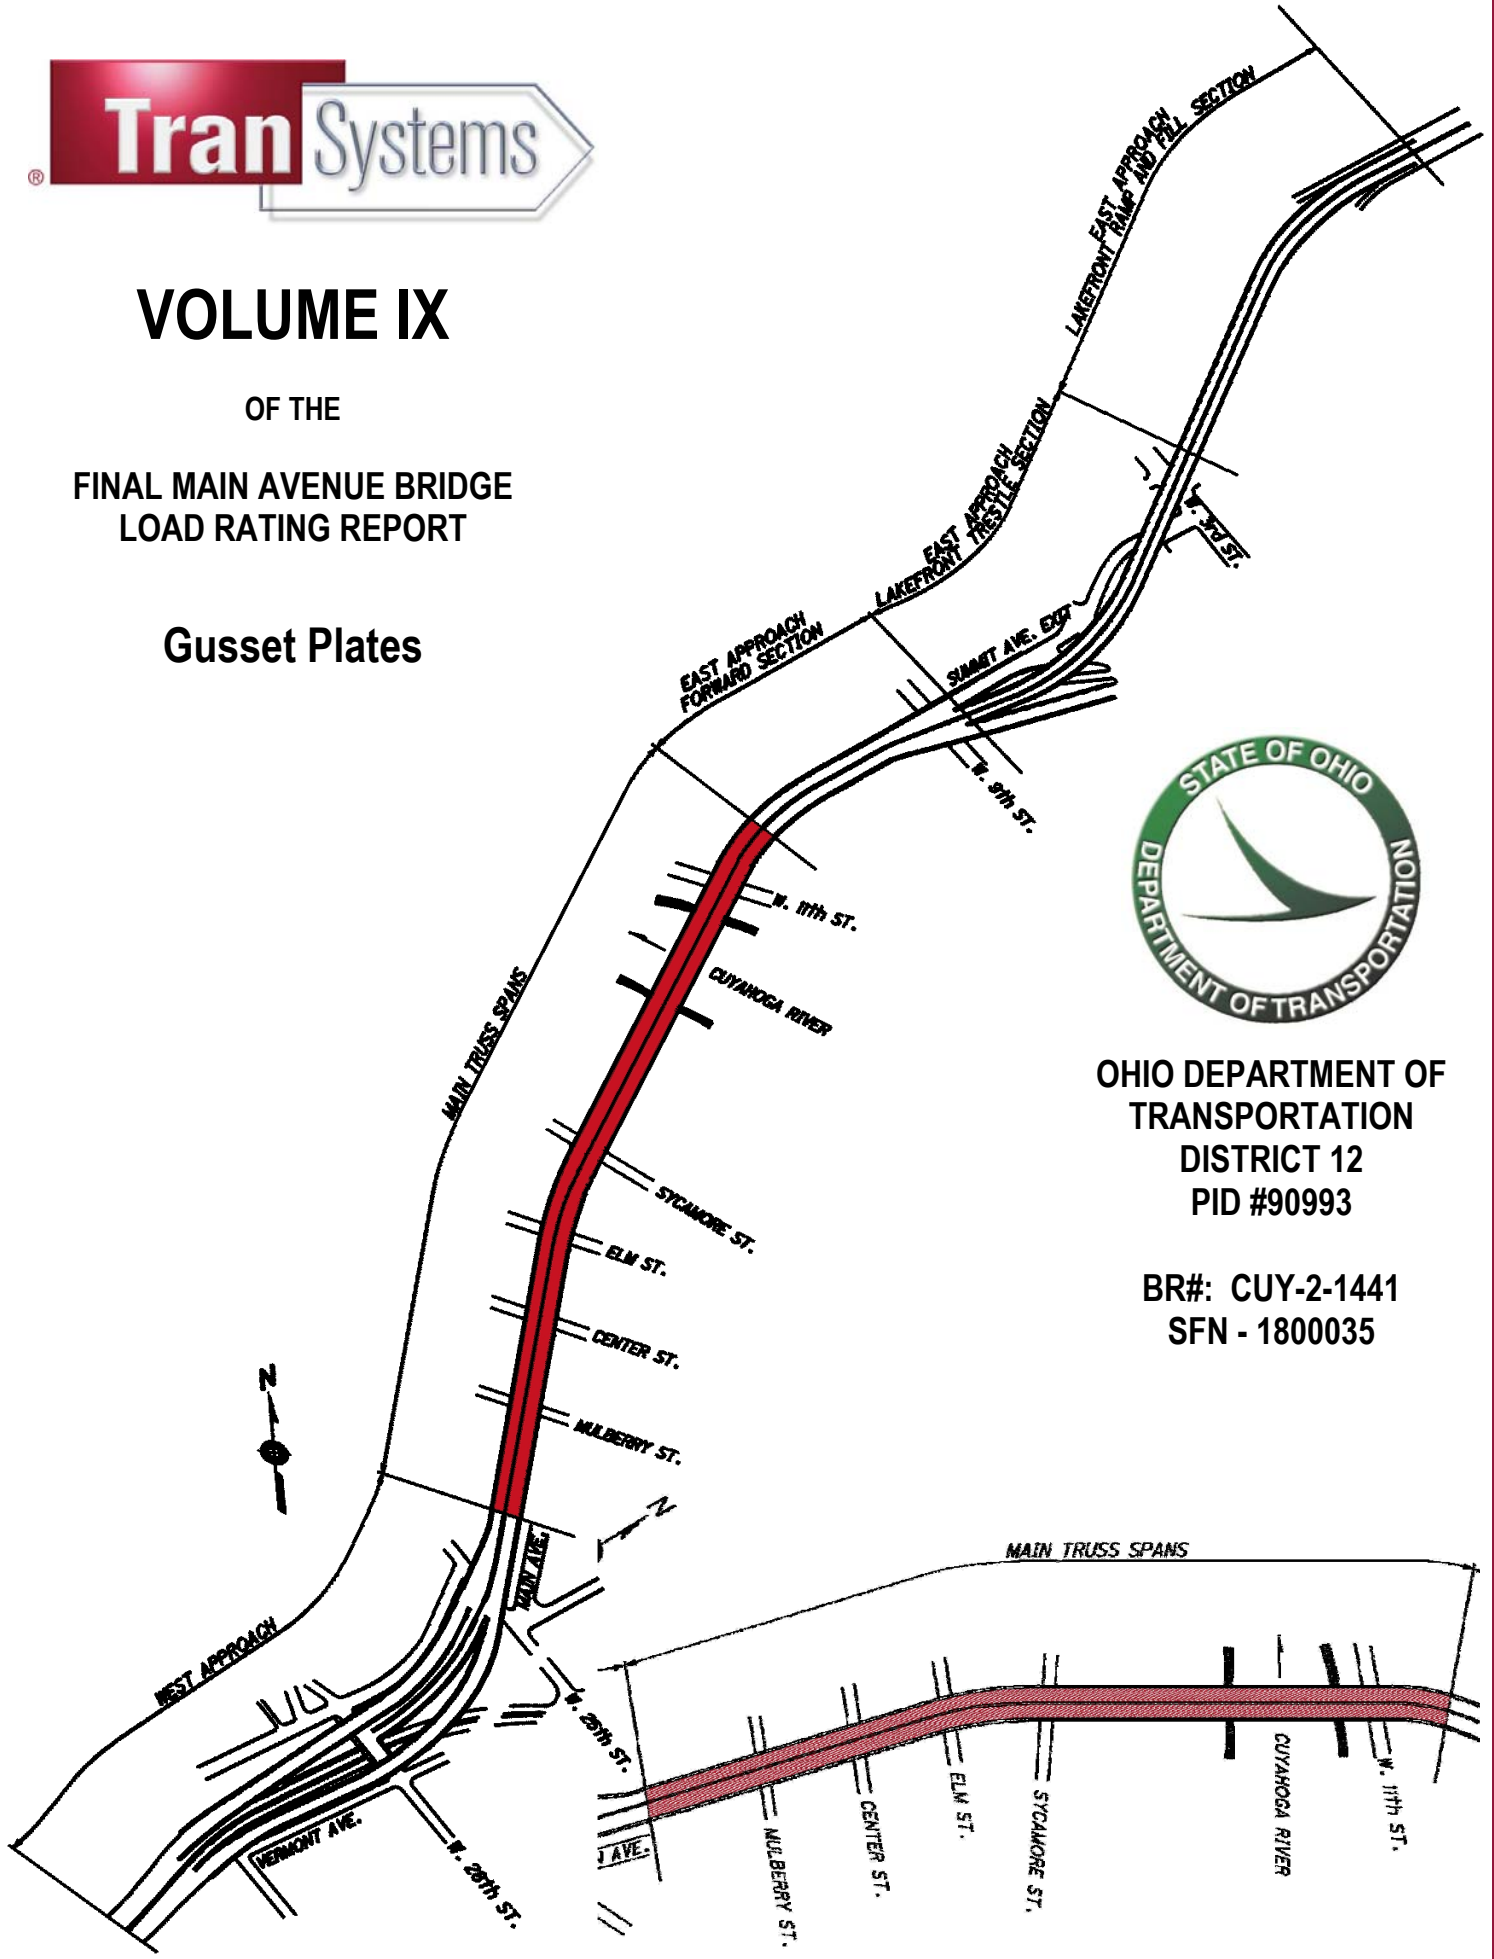 Tran Systems
®
VOLUME IX
OF THE
FINAL MAIN AVENUE BRIDGE
LOAD RATING REPORT
Gusset Plates
EAST APPROACH
LAKEFRONT RAMP AND FILL SECTION
EAST APPROACH
LAKEFRONT TRESTLE SECTION
W. 3rd ST.
EAST APPROACH
FORWARD SECTION
SUMMIT AVE. EXIT
W. 9th ST.
STATE OF OHIO
DEPARTMENT OF TRANSPORTATION
W. 11th ST.
CUYAHOGA RIVER
MAIN TRUSS SPANS
OHIO DEPARTMENT OF
TRANSPORTATION
DISTRICT 12
PID #90993
BR#: CUY-2-1441
SFN - 1800035
SYCAMORE ST.
ELM ST.
CENTER ST.
MULBERRY ST.
N
MAIN AVE.
N
WEST APPROACH
W. 25th ST.
VERMONT AVE.
W. 28th ST.
MAIN TRUSS SPANS
N AVE.
MULBERRY ST.
CENTER ST.
ELM ST.
SYCAMORE ST.
CUYAHOGA RIVER
W. 11th ST.